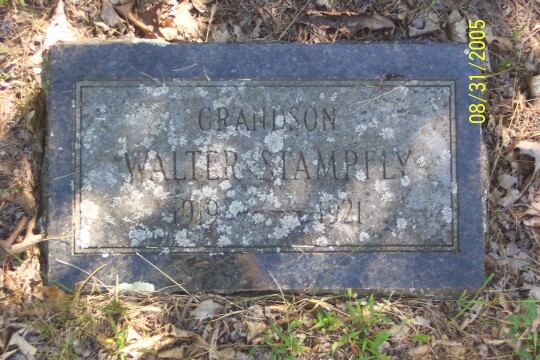 GRANDSON
WALTER STAMPFLY
1919 — 1921
08/31/2005